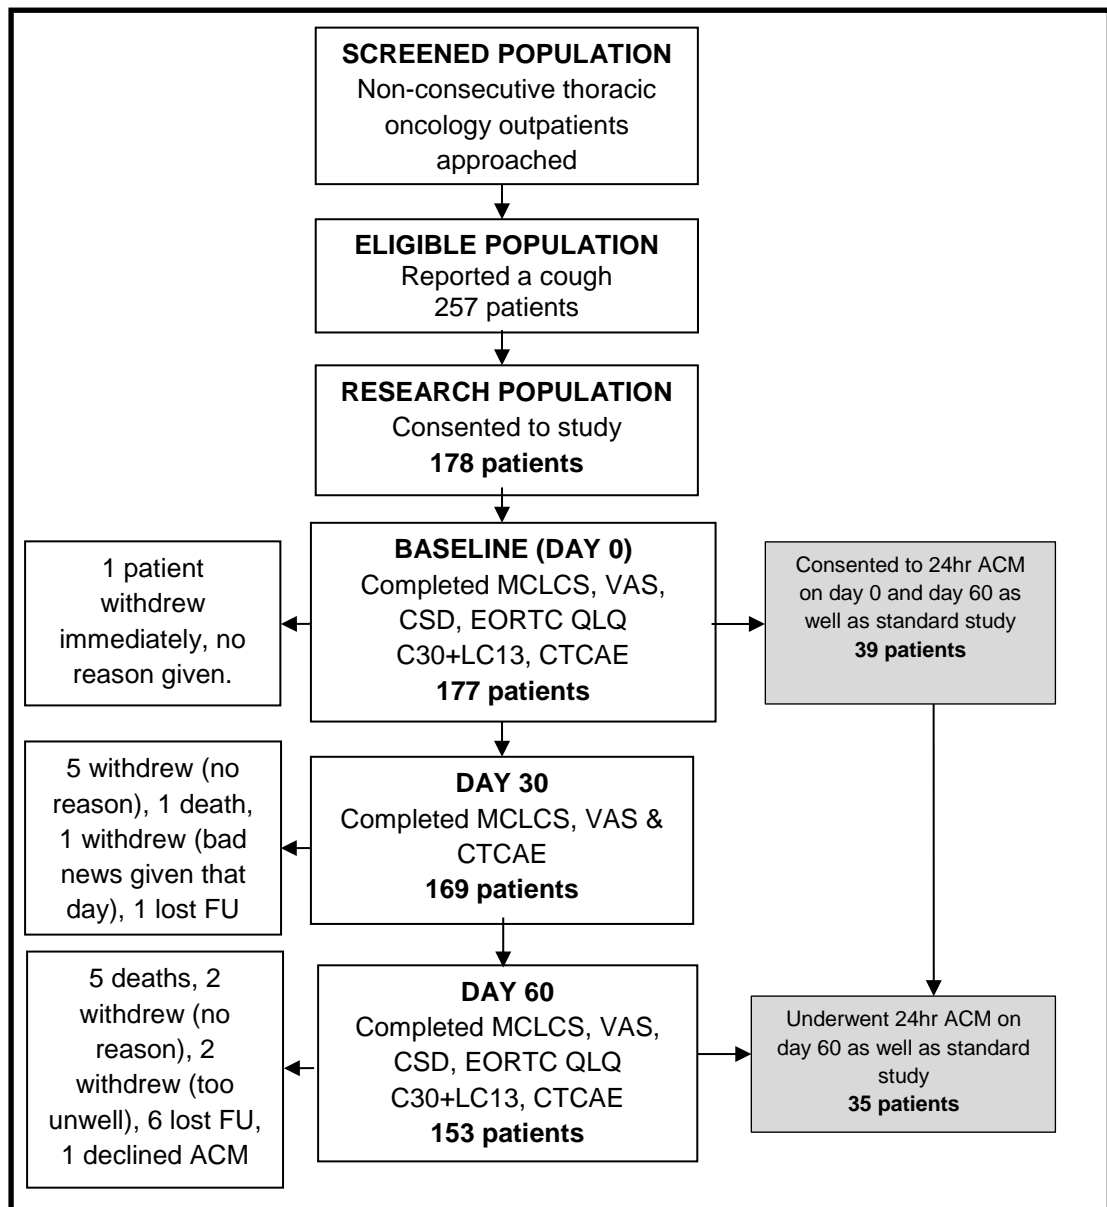 SCREENED POPULATION
Non-consecutive thoracic
oncology outpatients
approached
ELIGIBLE POPULATION
Reported a cough
257 patients
RESEARCH POPULATION
Consented to study
178 patients
BASELINE (DAY 0)
Completed MCLCS, VAS,
CSD, EORTC QLQ
C30+LC13, CTCAE
177 patients
1 patient
withdrew
immediately, no
reason given.
Consented to 24hr ACM
on day 0 and day 60 as
well as standard study
39 patients
DAY 30
Completed MCLCS, VAS &
CTCAE
169 patients
5 withdrew (no
reason), 1 death,
1 withdrew (bad
news given that
day), 1 lost FU
DAY 60
Completed MCLCS, VAS,
CSD, EORTC QLQ
C30+LC13, CTCAE
153 patients
5 deaths, 2
withdrew (no
reason), 2
withdrew (too
unwell), 6 lost FU,
1 declined ACM
Underwent 24hr ACM on
day 60 as well as standard
study
35 patients